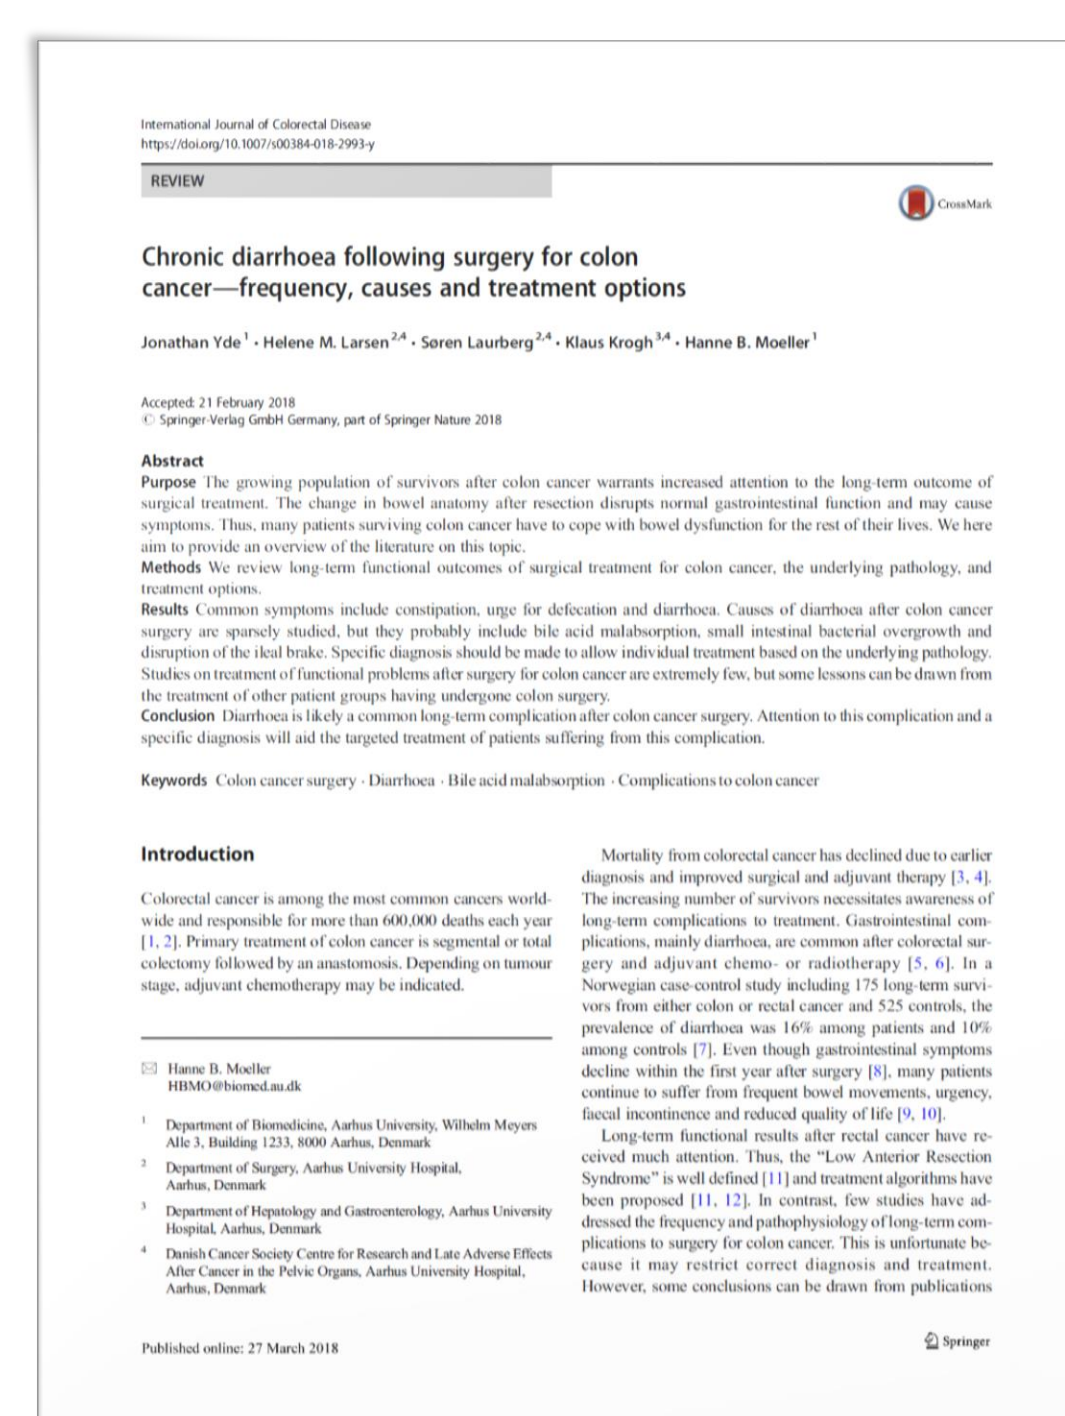 International Journal of Colorectal Disease
https://doi.org/10.1007/s00384-018-2993-y
REVIEW
CrossMark
Chronic diarrhoea following surgery for colon
cancer—frequency, causes and treatment options
Jonathan Yde 1 · Helene M. Larsen 2,4 · Søren Laurberg 2,4 · Klaus Krogh 3,4 · Hanne B. Moeller 1
Accepted: 21 February 2018
© Springer-Verlag GmbH Germany, part of Springer Nature 2018
Abstract
Purpose The growing population of survivors after colon cancer warrants increased attention to the long-term outcome of
surgical treatment. The change in bowel anatomy after resection disrupts normal gastrointestinal function and may cause
symptoms. Thus, many patients surviving colon cancer have to cope with bowel dysfunction for the rest of their lives. We here
aim to provide an overview of the literature on this topic.
Methods We review long-term functional outcomes of surgical treatment for colon cancer, the underlying pathology, and
treatment options.
Results Common symptoms include constipation, urge for defecation and diarrhoea. Causes of diarrhoea after colon cancer
surgery are sparsely studied, but they probably include bile acid malabsorption, small intestinal bacterial overgrowth and
disruption of the ileal brake. Specific diagnosis should be made to allow individual treatment based on the underlying pathology.
Studies on treatment of functional problems after surgery for colon cancer are extremely few, but some lessons can be drawn from
the treatment of other patient groups having undergone colon surgery.
Conclusion Diarrhoea is likely a common long-term complication after colon cancer surgery. Attention to this complication and a
specific diagnosis will aid the targeted treatment of patients suffering from this complication.
Keywords Colon cancer surgery · Diarrhoea · Bile acid malabsorption · Complications to colon cancer
Introduction
Colorectal cancer is among the most common cancers world-
wide and responsible for more than 600,000 deaths each year
[1, 2]. Primary treatment of colon cancer is segmental or total
colectomy followed by an anastomosis. Depending on tumour
stage, adjuvant chemotherapy may be indicated.
Hanne B. Moeller
HBMO@biomed.au.dk
1 Department of Biomedicine, Aarhus University, Wilhelm Meyers
Alle 3, Building 1233, 8000 Aarhus, Denmark
2 Department of Surgery, Aarhus University Hospital,
Aarhus, Denmark
3 Department of Hepatology and Gastroenterology, Aarhus University
Hospital, Aarhus, Denmark
4 Danish Cancer Society Centre for Research and Late Adverse Effects
After Cancer in the Pelvic Organs, Aarhus University Hospital,
Aarhus, Denmark
Mortality from colorectal cancer has declined due to earlier
diagnosis and improved surgical and adjuvant therapy [3, 4].
The increasing number of survivors necessitates awareness of
long-term complications to treatment. Gastrointestinal com-
plications, mainly diarrhoea, are common after colorectal sur-
gery and adjuvant chemo- or radiotherapy [5, 6]. In a
Norwegian case-control study including 175 long-term survi-
vors from either colon or rectal cancer and 525 controls, the
prevalence of diarrhoea was 16% among patients and 10%
among controls [7]. Even though gastrointestinal symptoms
decline within the first year after surgery [8], many patients
continue to suffer from frequent bowel movements, urgency,
faecal incontinence and reduced quality of life [9, 10].
Long-term functional results after rectal cancer have re-
ceived much attention. Thus, the “Low Anterior Resection
Syndrome” is well defined [11] and treatment algorithms have
been proposed [11, 12]. In contrast, few studies have ad-
dressed the frequency and pathophysiology of long-term com-
plications to surgery for colon cancer. This is unfortunate be-
cause it may restrict correct diagnosis and treatment.
However, some conclusions can be drawn from publications
Published online: 27 March 2018
Springer